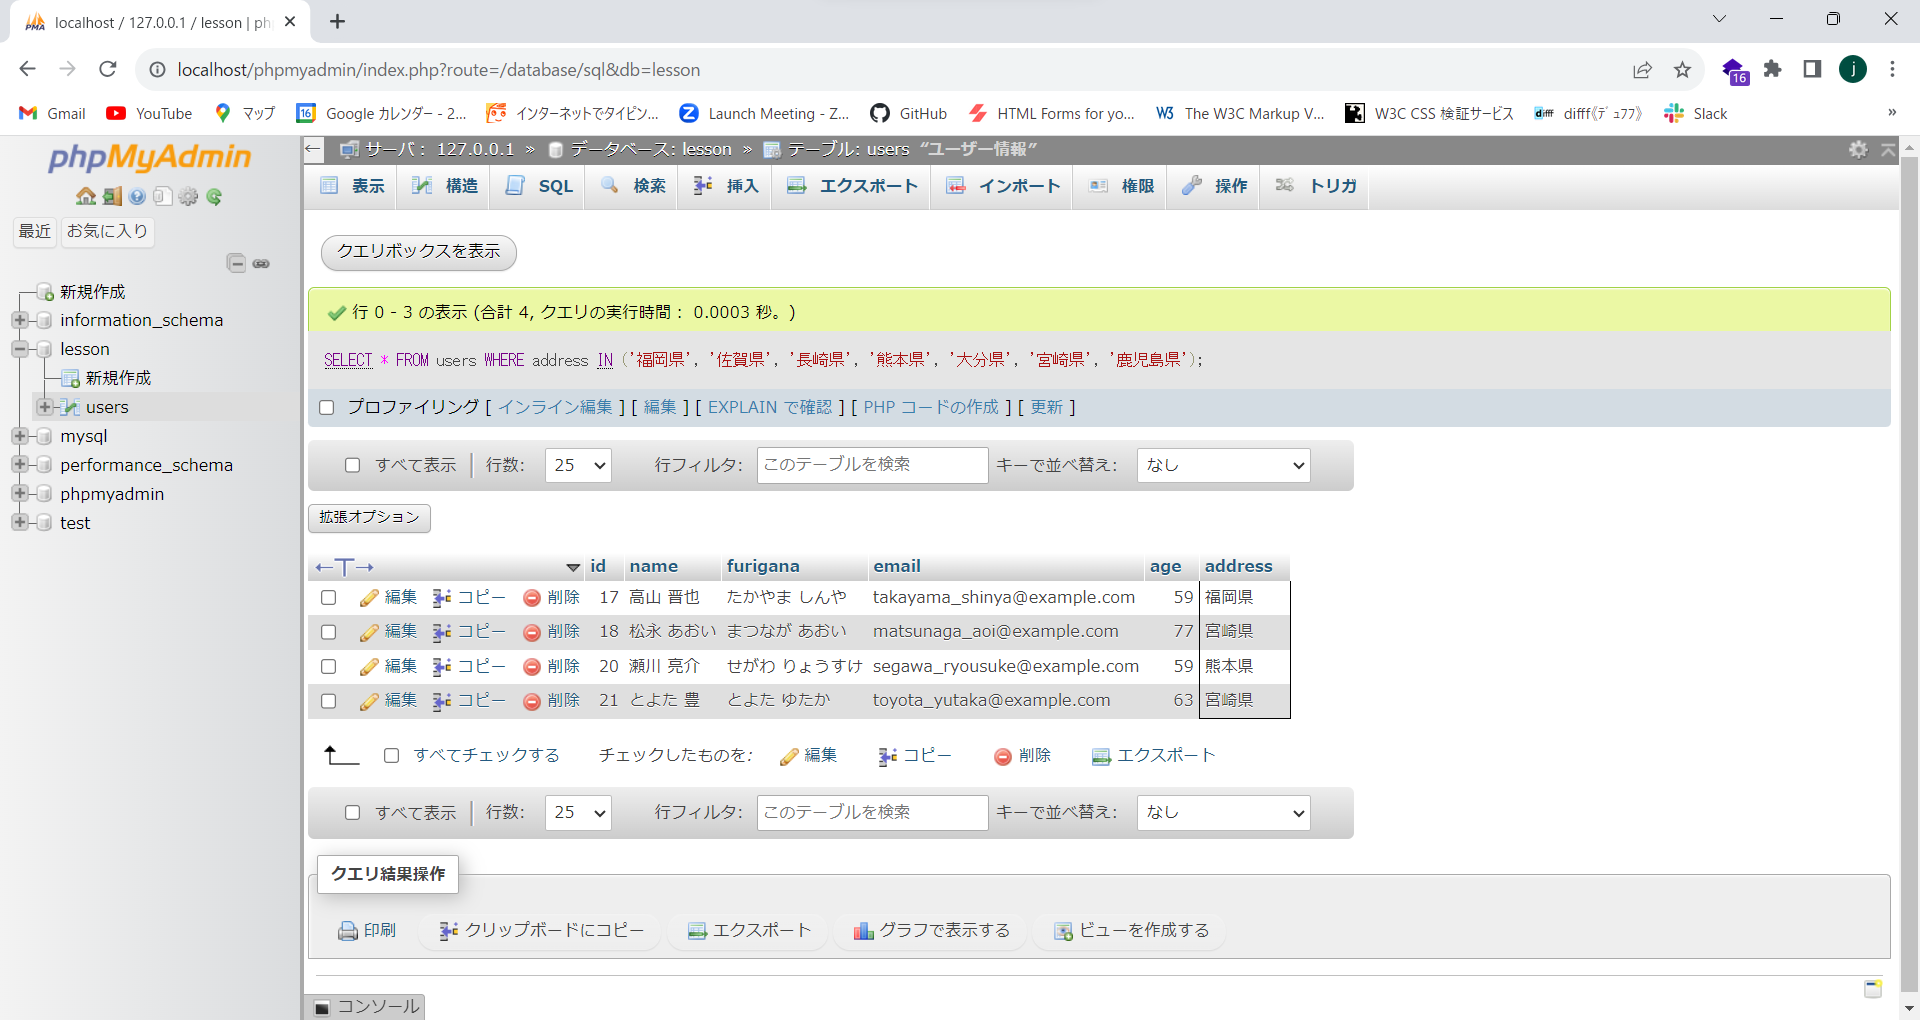 localhost / 127.0.0.1 / lesson | ph
localhost/phpmyadmin/index.php?route=/database/sql&db=lesson
16
j
Gmail
YouTube
マップ
16
Google カレンダー - 2...
インターネットでタイピン...
Launch Meeting - Z...
GitHub
HTML Forms for yo...
The W3C Markup V...
W3C CSS 検証サービス
difff《ﾃﾞｭﾌﾌ》
Slack
»
phpMyAdmin
最近
お気に入り
新規作成
information_schema
lesson
新規作成
users
mysql
performance_schema
phpmyadmin
test
サーバ: 127.0.0.1 » データベース: lesson » テーブル: users “ユーザー情報”
表示
構造
SQL
検索
挿入
エクスポート
インポート
権限
操作
トリガ
クエリボックスを表示
行 0 - 3 の表示 (合計 4, クエリの実行時間: 0.0003 秒。)
SELECT * FROM users WHERE address IN ('福岡県', '佐賀県', '長崎県', '熊本県', '大分県', '宮崎県', '鹿児島県');
プロファイリング [ インライン編集 ] [ 編集 ] [ EXPLAIN で確認 ] [ PHP コードの作成 ] [ 更新 ]
すべて表示 | 行数: 25 行フィルタ: このテーブルを検索 キーで並べ替え: なし
拡張オプション
←T→ id name furigana email age address
編集 コピー 削除 17 高山 晋也 たかやま しんや takayama_shinya@example.com 59 福岡県
編集 コピー 削除 18 松永 あおい まつなが あおい matsunaga_aoi@example.com 77 宮崎県
編集 コピー 削除 20 瀬川 亮介 せがわ りょうすけ segawa_ryousuke@example.com 59 熊本県
編集 コピー 削除 21 とよた 豊 とよた ゆたか toyota_yutaka@example.com 63 宮崎県
すべてチェックする チェックしたものを: 編集 コピー 削除 エクスポート
すべて表示 | 行数: 25 行フィルタ: このテーブルを検索 キーで並べ替え: なし
クエリ結果操作
印刷 クリップボードにコピー エクスポート グラフで表示する ビューを作成する
コンソール